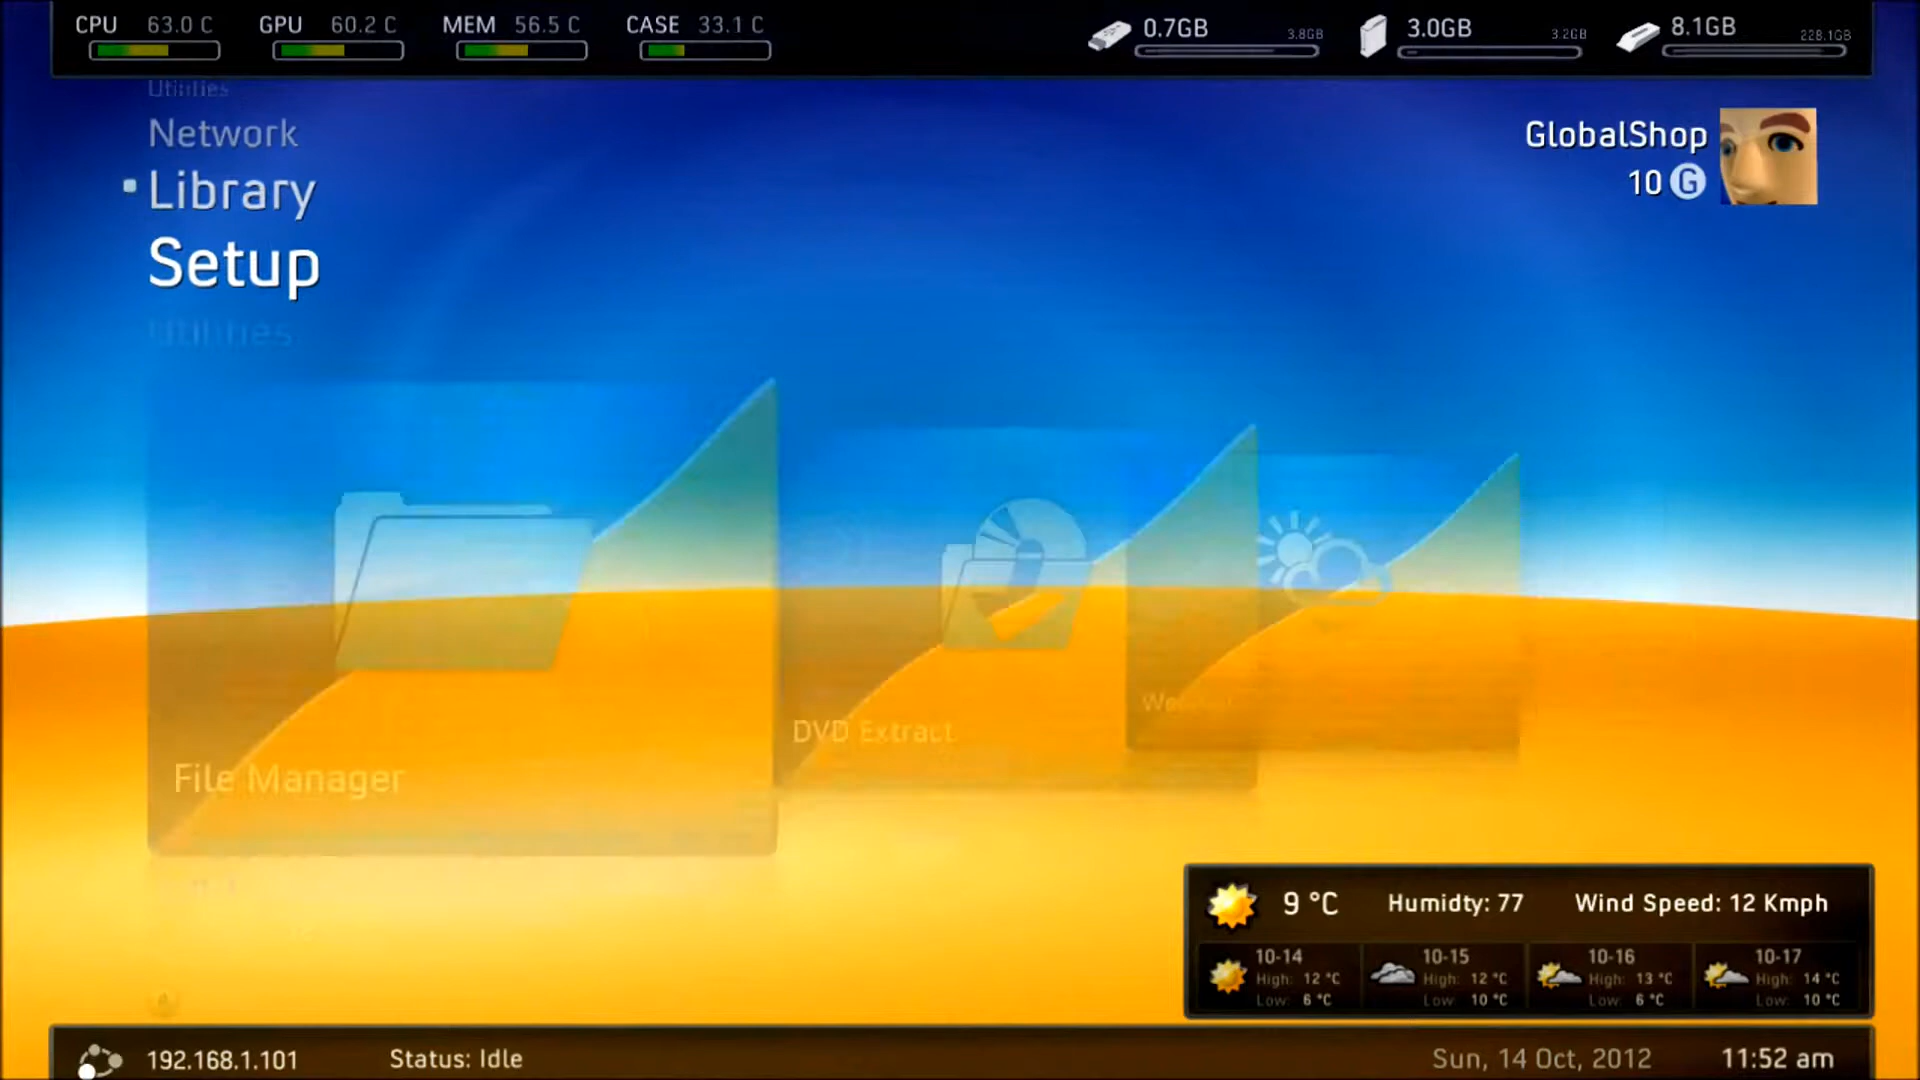 CPU 63.0 C GPU 60.2 C MEM 56.5 C CASE 33.1 C
0.7GB 3.8GB 3.0GB 3.2GB 8.1GB 228.1GB
Utilities
Network
Library
Setup
Utilities
GlobalShop
10 G
File Manager
DVD Extract
9 °C Humidty: 77 Wind Speed: 12 Kmph
10-14 10-15 10-16 10-17
High: 12 °C High: 12 °C High: 13 °C High: 14 °C
Low: 6 °C Low: 10 °C Low: 6 °C Low: 10 °C
192.168.1.101 Status: Idle Sun, 14 Oct, 2012 11:52 am